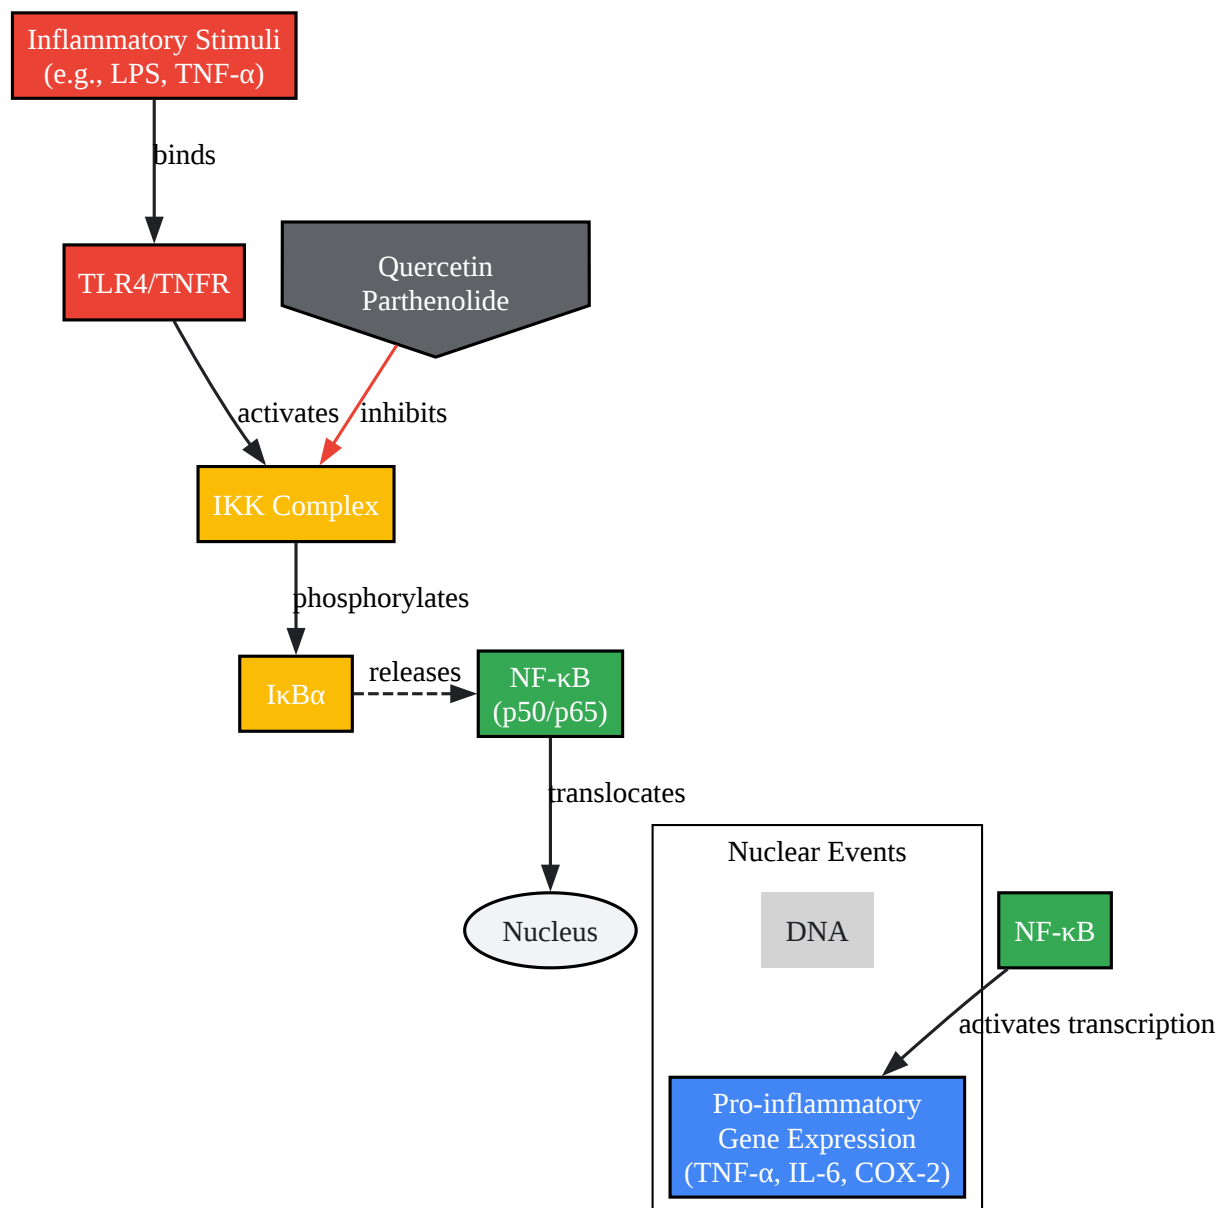 Inflammatory Stimuli
(e.g., LPS, TNF-α)
binds
TLR4/TNFR
Quercetin
Parthenolide
activates
inhibits
IKK Complex
phosphorylates
IκBα
releases
NF-κB
(p50/p65)
translocates
Nuclear Events
Nucleus
DNA
NF-κB
activates transcription
Pro-inflammatory
Gene Expression
(TNF-α, IL-6, COX-2)